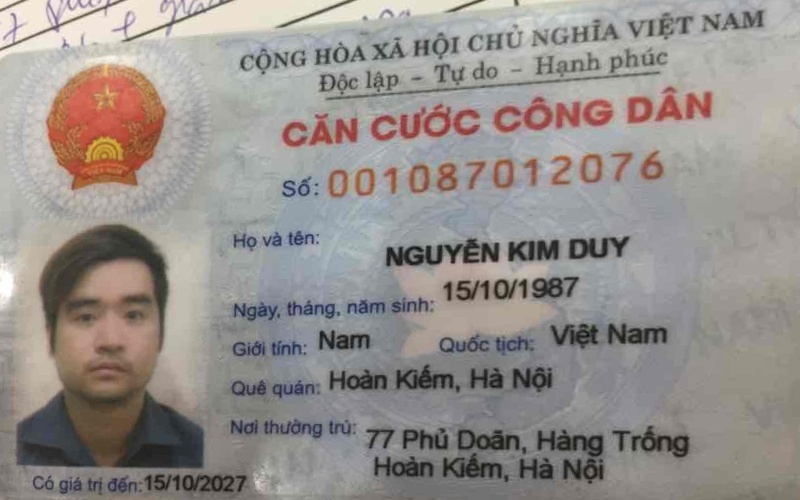 CỘNG HÒA XÃ HỘI CHỦ NGHĨA VIỆT NAM
Độc lập – Tự do – Hạnh phúc
CĂN CƯỚC CÔNG DÂN
Số: 001087012076
Họ và tên: NGUYỄN KIM DUY
Ngày, tháng, năm sinh: 15/10/1987
Giới tính: Nam Quốc tịch: Việt Nam
Quê quán: Hoàn Kiếm, Hà Nội
Nơi thường trú: 77 Phủ Doãn, Hàng Trống
Hoàn Kiếm, Hà Nội
Có giá trị đến: 15/10/2027